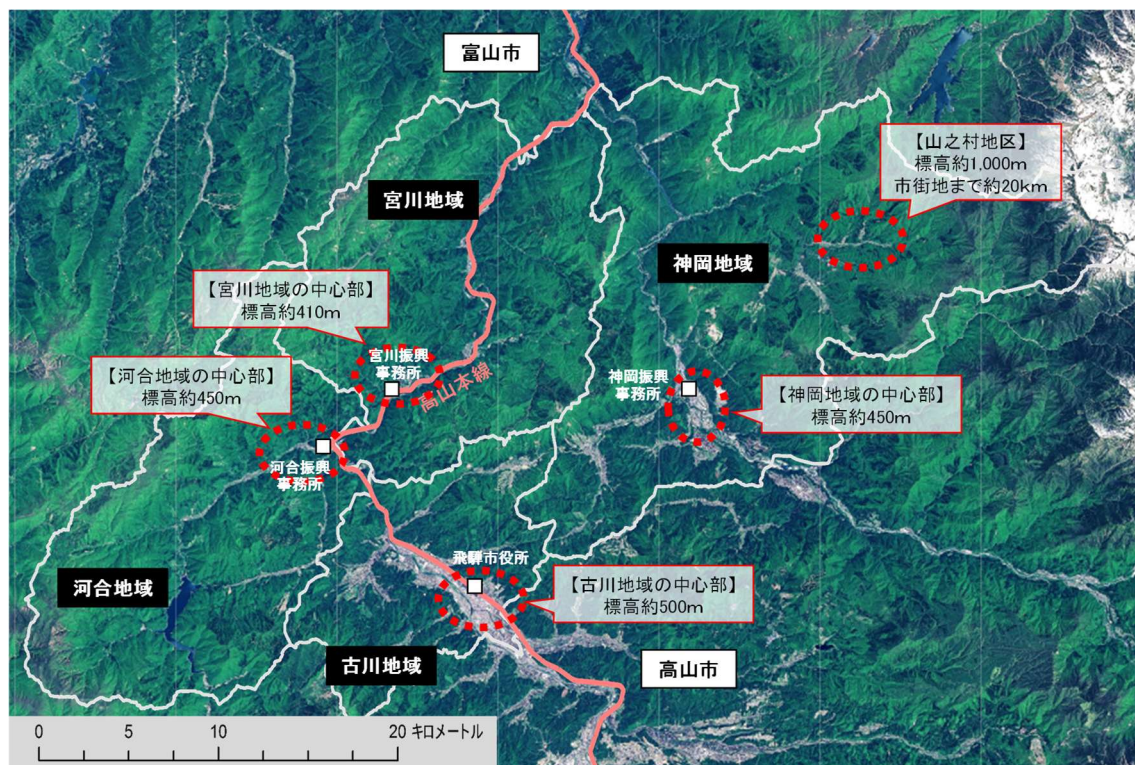 富山市
【山之村地区】
標高約1,000m
市街地まで約20km
宮川地域
神岡地域
【宮川地域の中心部】
標高約410m
宮川振興
事務所
高山本線
神岡振興
事務所
【河合地域の中心部】
標高約450m
【神岡地域の中心部】
標高約450m
河合振興
事務所
飛騨市役所
【古川地域の中心部】
標高約500m
河合地域
古川地域
高山市
0 5 10 20 キロメートル